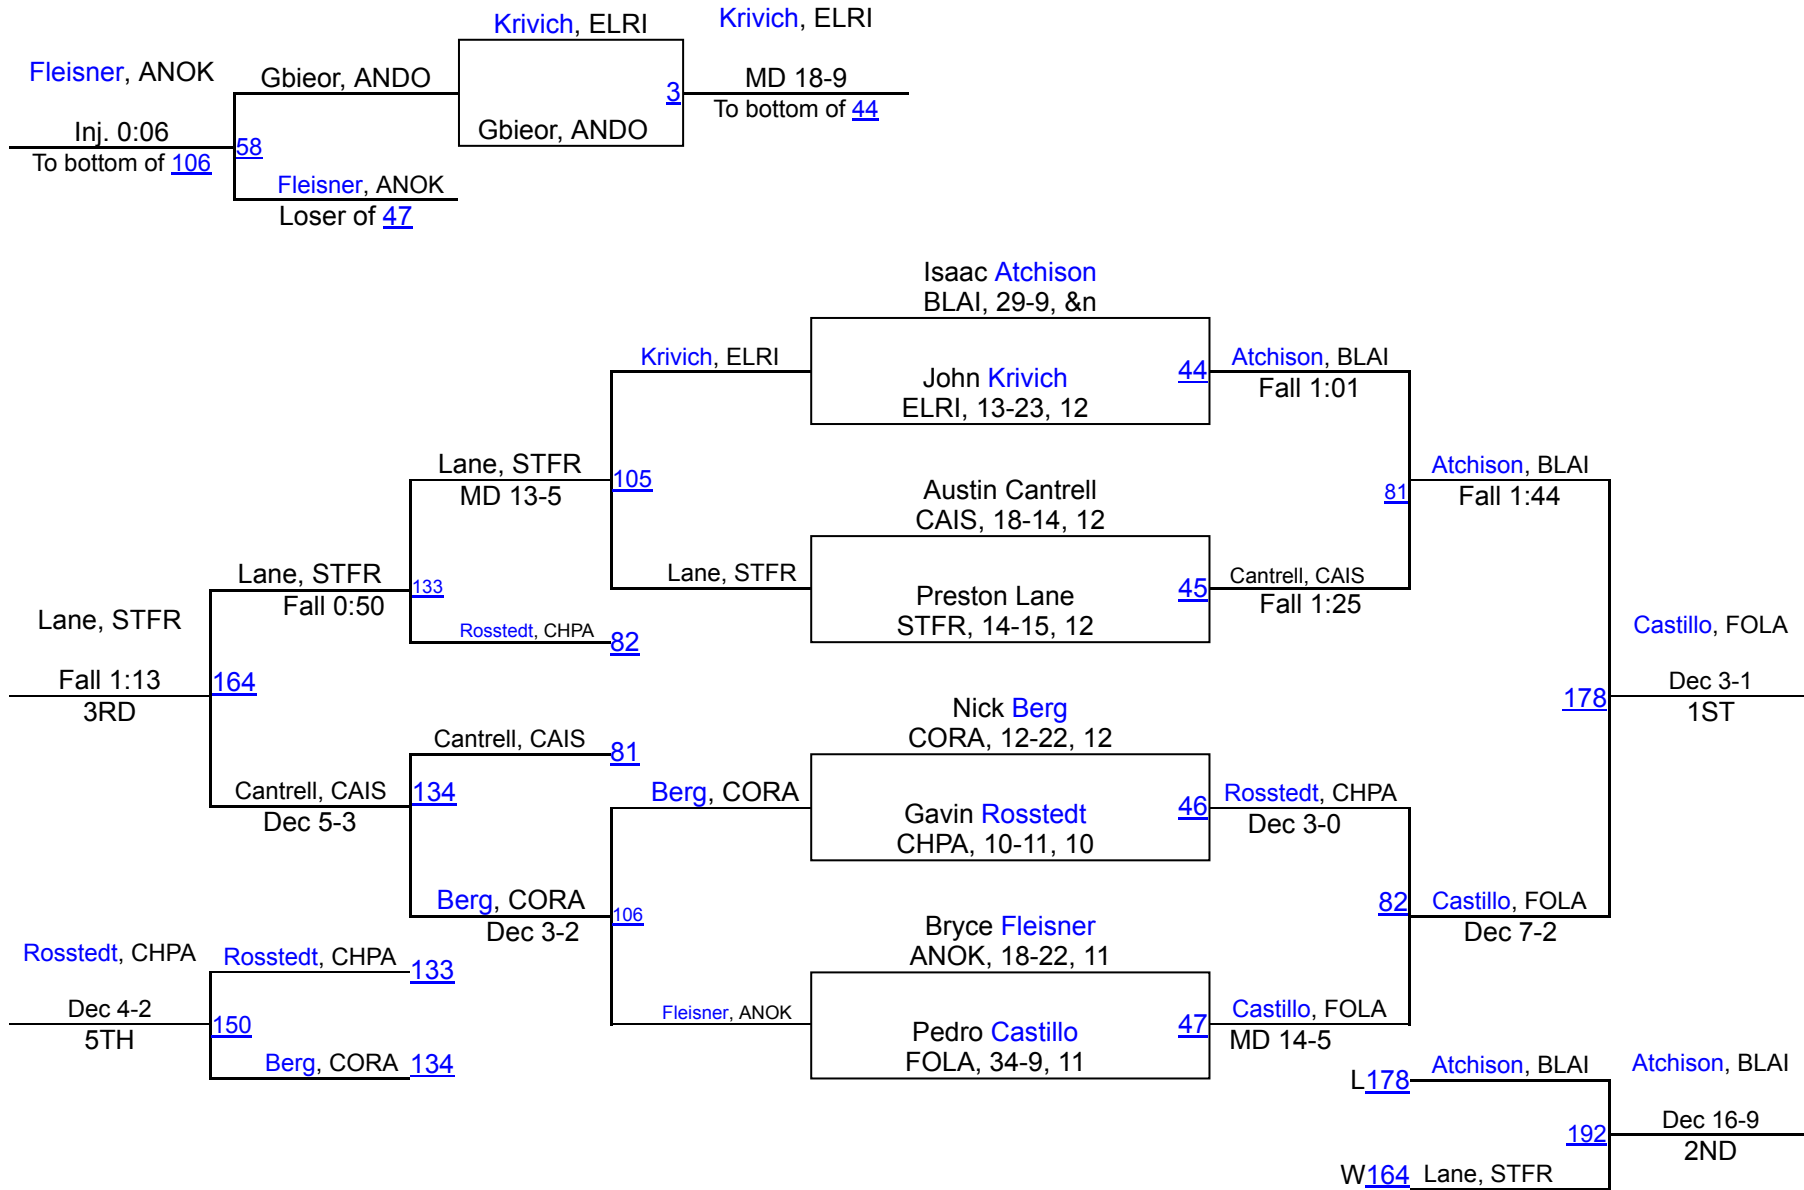 Krivich, ELRI
Krivich, ELRI
Fleisner, ANOK
Gbieor, ANDO
MD 18-9
3
To bottom of 44
Inj. 0:06
Gbieor, ANDO
58
To bottom of 106
Fleisner, ANOK
Loser of 47
Isaac Atchison
BLAI, 29-9, &n
Krivich, ELRI
Atchison, BLAI
John Krivich
44
Fall 1:01
ELRI, 13-23, 12
Lane, STFR
Atchison, BLAI
105
MD 13-5
Austin Cantrell
81
Fall 1:44
CAIS, 18-14, 12
Lane, STFR
Lane, STFR
Cantrell, CAIS
133
45
Fall 0:50
Preston Lane
Fall 1:25
Lane, STFR
STFR, 14-15, 12
Rosstedt, CHPA
82
Castillo, FOLA
Fall 1:13
164
Dec 3-1
178
3RD
Nick Berg
1ST
Cantrell, CAIS
CORA, 12-22, 12
81
Cantrell, CAIS
134
Berg, CORA
Rosstedt, CHPA
46
Dec 5-3
Gavin Rosstedt
Dec 3-0
CHPA, 10-11, 10
Berg, CORA
82
Castillo, FOLA
106
Dec 3-2
Bryce Fleisner
Dec 7-2
Rosstedt, CHPA
Rosstedt, CHPA
ANOK, 18-22, 11
133
Dec 4-2
Fleisner, ANOK
Castillo, FOLA
150
47
5TH
Pedro Castillo
MD 14-5
Berg, CORA
134
FOLA, 34-9, 11
Atchison, BLAI
Atchison, BLAI
L178
Dec 16-9
192
2ND
W164
Lane, STFR